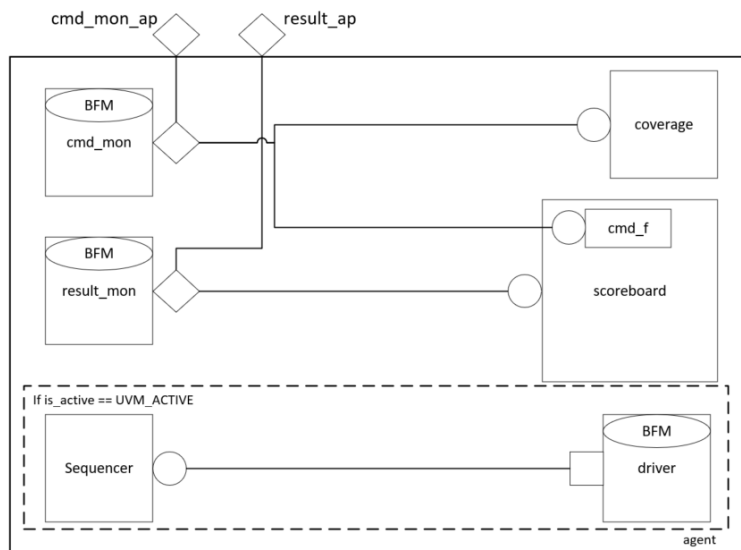 cmd_mon_ap
result_ap
BFM
cmd_mon
coverage
BFM
result_mon
cmd_f
scoreboard
If is_active == UVM_ACTIVE
Sequencer
BFM
driver
agent